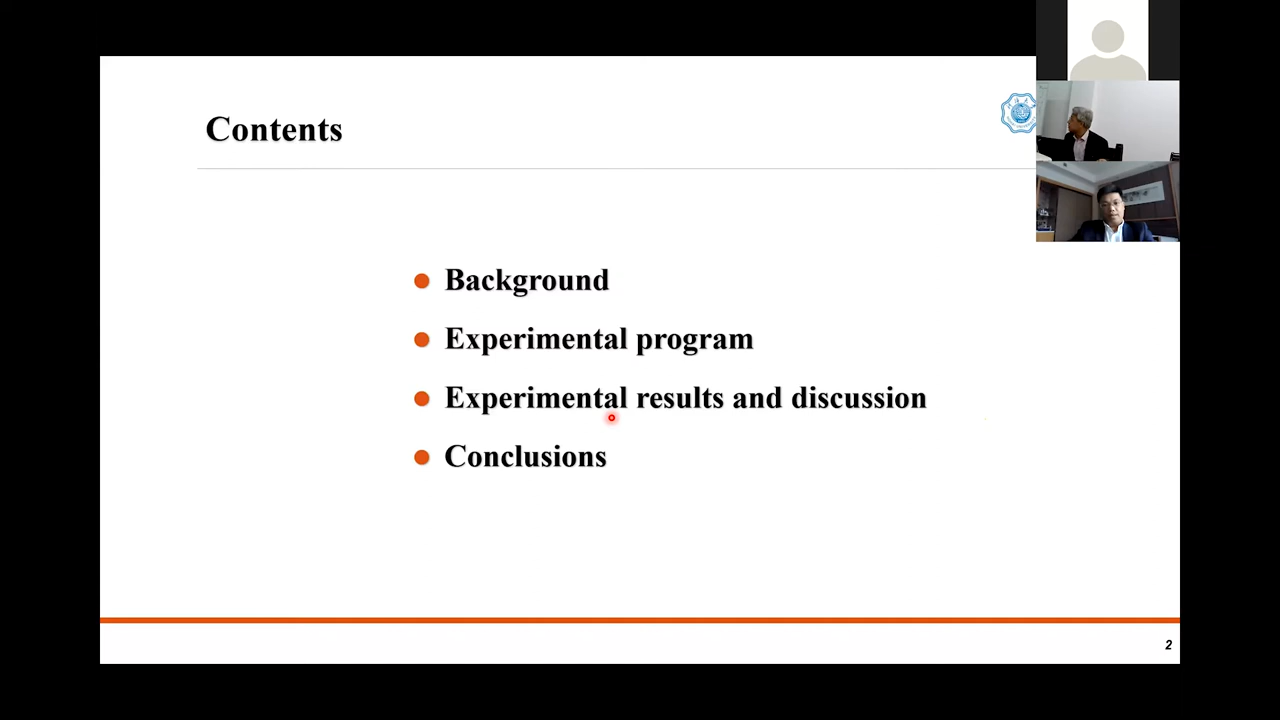 Contents
Background
Experimental program
Experimental results and discussion
Conclusions
2